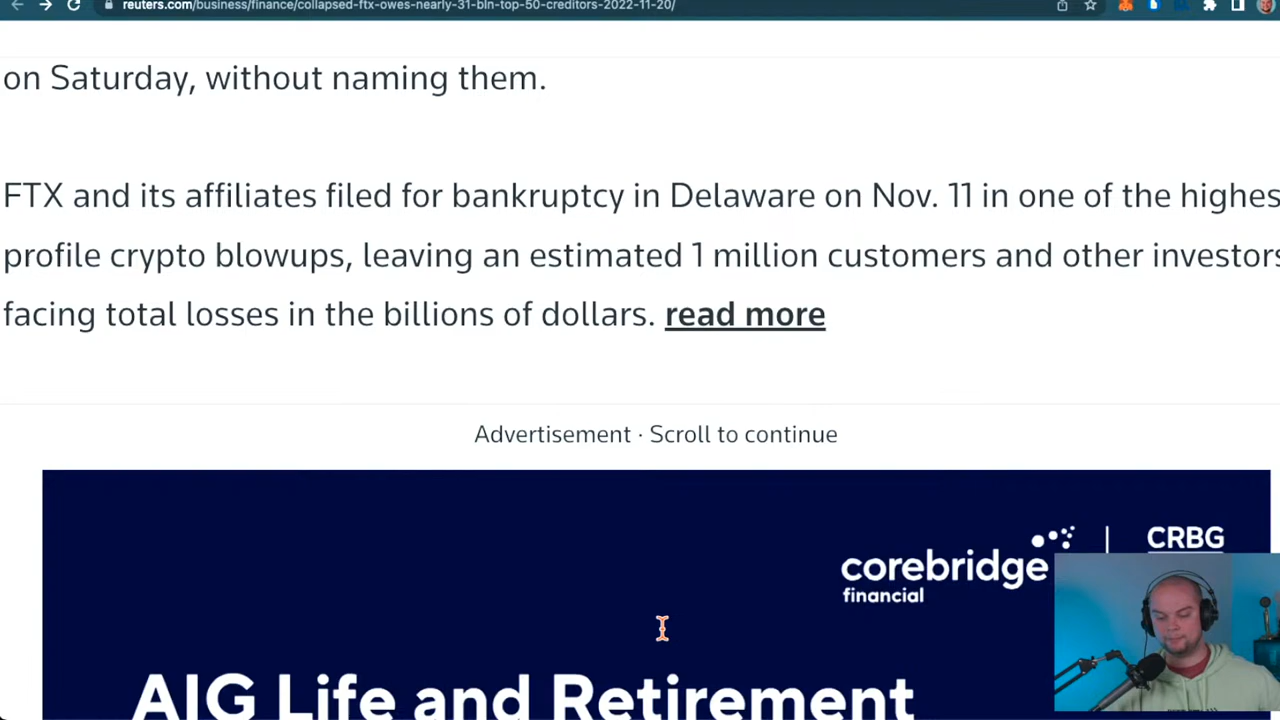 reuters.com/business/finance/collapsed-ftx-owes-nearly-31-bln-top-50-creditors-2022-11-20/
on Saturday, without naming them.
FTX and its affiliates filed for bankruptcy in Delaware on Nov. 11 in one of the highes
profile crypto blowups, leaving an estimated 1 million customers and other investors
facing total losses in the billions of dollars. read more
Advertisement · Scroll to continue
corebridge
financial
CRBG
AIG Life and Retirement